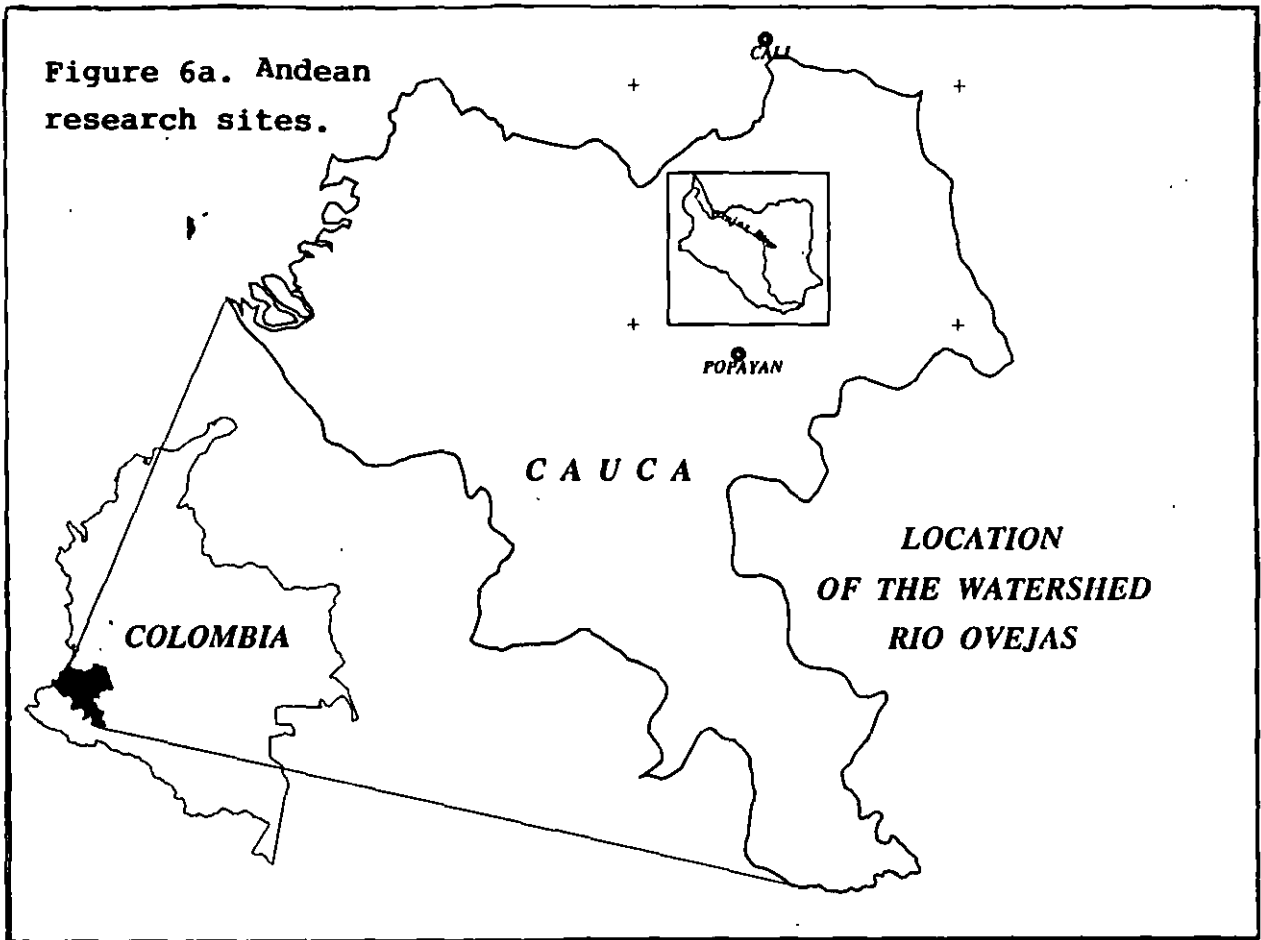 Figure 6a. Andean
research sites.
CALI
POPAYAN
CAUCA
COLOMBIA
LOCATION
OF THE WATERSHED
RIO OVEJAS